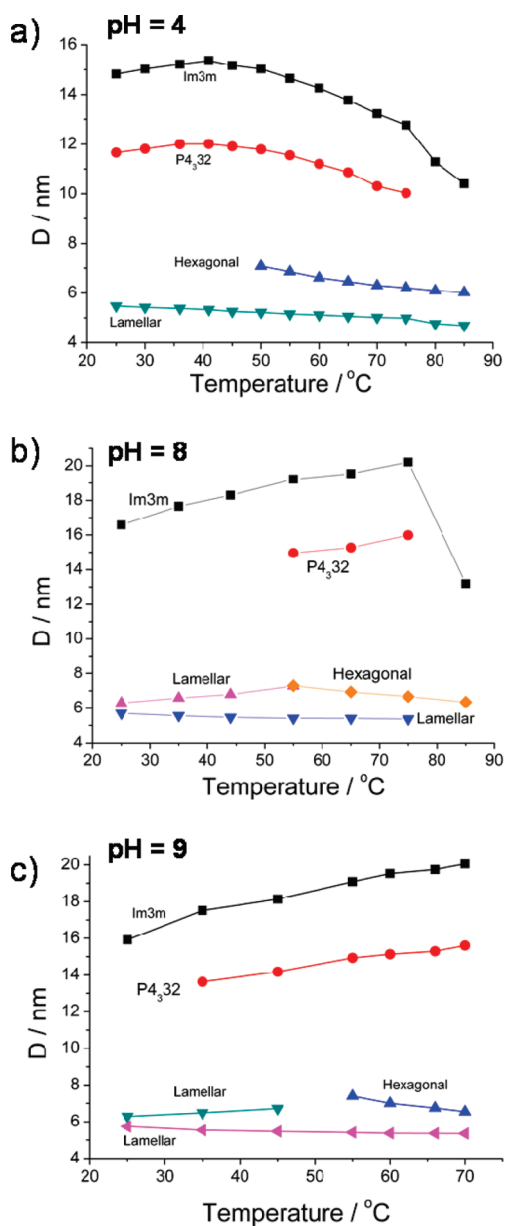 a) pH = 4
16
14
12
10
8
6
4
D / nm
Im3m
P4₃32
Hexagonal
Lamellar
20 30 40 50 60 70 80 90
Temperature / °C
b) pH = 8
20
18
16
14
12
10
8
6
4
D / nm
Im3m
P4₃32
Lamellar
Hexagonal
Lamellar
20 30 40 50 60 70 80 90
Temperature / °C
c) pH = 9
20
18
16
14
12
10
8
6
4
D / nm
Im3m
P4₃32
Lamellar
Hexagonal
Lamellar
20 30 40 50 60 70
Temperature / °C